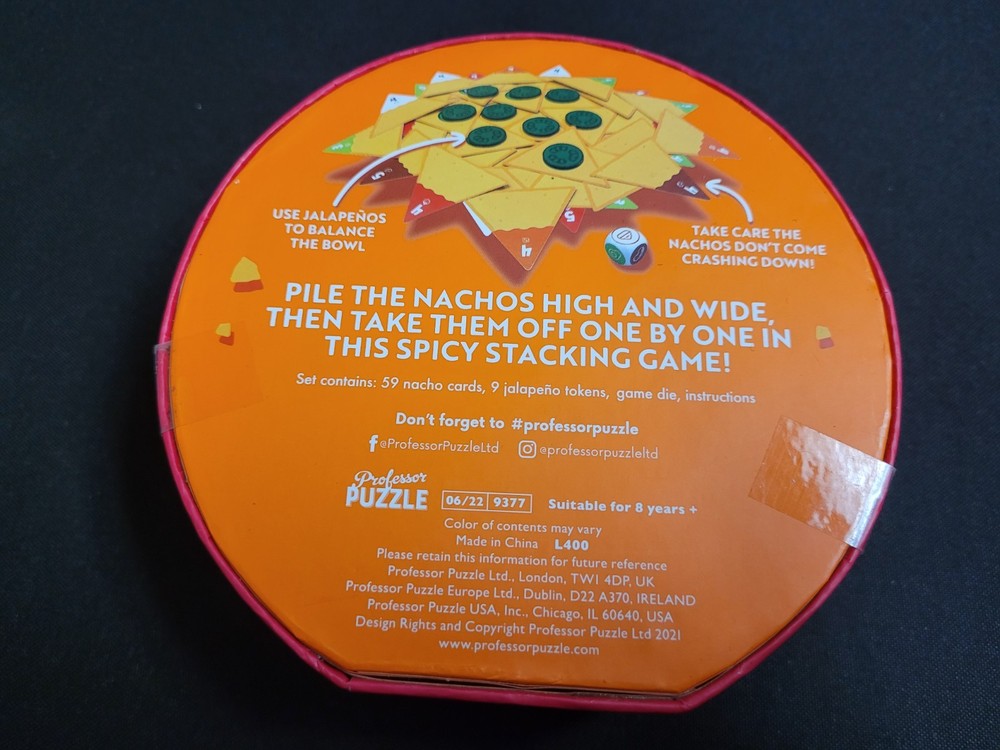 USE JALAPEÑOS
TO BALANCE
THE BOWL
TAKE CARE THE
NACHOS DON'T COME
CRASHING DOWN!
PILE THE NACHOS HIGH AND WIDE,
THEN TAKE THEM OFF ONE BY ONE IN
THIS SPICY STACKING GAME!
Set contains: 59 nacho cards, 9 jalapeño tokens, game die, instructions
Don't forget to #professorpuzzle
@ProfessorPuzzleLtd @professorpuzzleltd
Professor
PUZZLE
06/22 9377 Suitable for 8 years +
Color of contents may vary
Made in China L400
Please retain this information for future reference
Professor Puzzle Ltd., London, TW1 4DP, UK
Professor Puzzle Europe Ltd., Dublin, D22 A370, IRELAND
Professor Puzzle USA, Inc., Chicago, IL 60640, USA
Design Rights and Copyright Professor Puzzle Ltd 2021
www.professorpuzzle.com